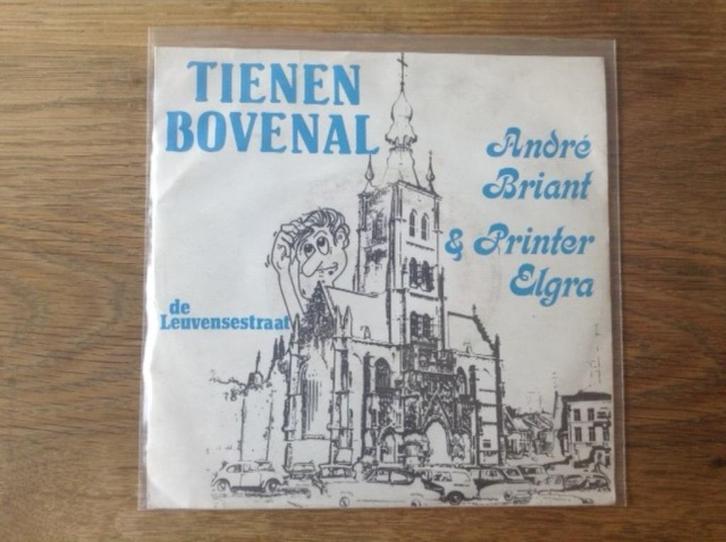 TIENEN
BOVENAL
André
Briant
& Printer
Elgra
de
Leuvensestraat